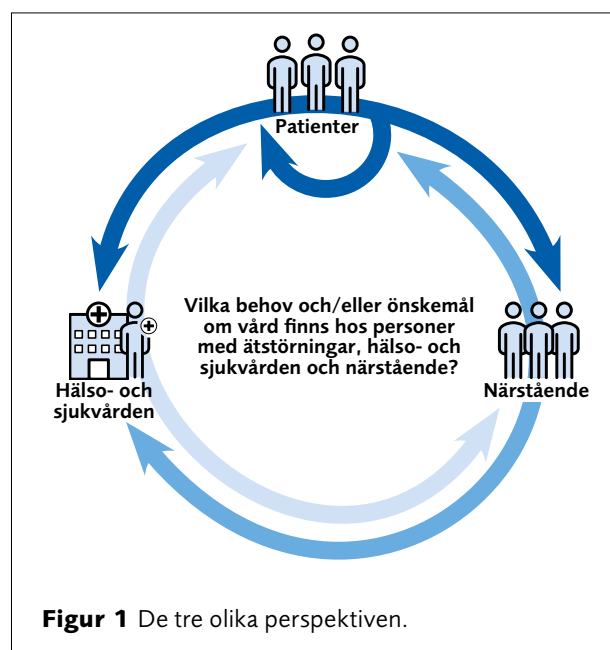 Patienter
Vilka behov och/eller önskemål
om vård finns hos personer
med ätstörningar, hälso- och
sjukvården och närstående?
Hälso- och
sjukvården
Närstående
Figur 1 De tre olika perspektiven.